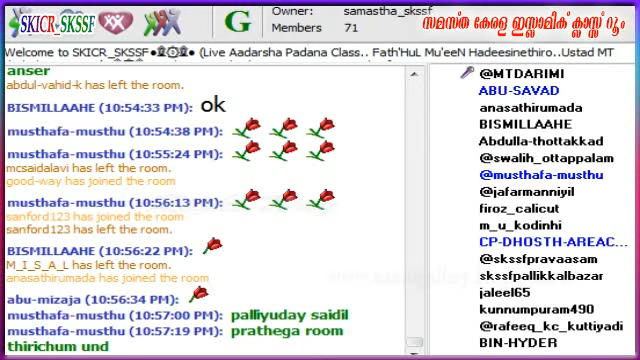 SKICR_SKSSF
G
Owner: samastha_skssf
Members 71
സമസ്ത കേരള ഇസ്ലാമിക് ക്ലാസ്സ് റൂം
Welcome to SKICR_SKSSF (Live Aadarsha Padana Class.. Fath'HuL Mu'eeN Hadeesinethiro..Ustad MT
anser
abdul-vahid-k has left the room.
BISMILLAAHE (10:54:33 PM): ok
musthafa-musthu (10:54:38 PM):
musthafa-musthu (10:55:24 PM):
mcsaidalavi has left the room.
good-way has joined the room
musthafa-musthu (10:56:13 PM):
sanford123 has joined the room
sanford123 has left the room.
BISMILLAAHE (10:56:22 PM):
M_I_S_A_L has left the room.
anasathirumada has joined the room
abu-mizaja (10:56:34 PM):
musthafa-musthu (10:57:00 PM): palliyuday saidil
musthafa-musthu (10:57:19 PM): prathega room
thirichum und
@MTDARIMI
ABU-SAVAD
anasathirumada
BISMILLAAHE
Abdulla-thottakkad
@swalih_ottappalam
@musthafa-musthu
@jafarmanniyil
firoz_calicut
m_u_kodinhi
CP-DHOSTH-AREAC...
@skssfpravaasam
skssfpallikkalbazar
jaleel65
kunnumpuram490
@rafeeq_kc_kuttiyadi
BIN-HYDER